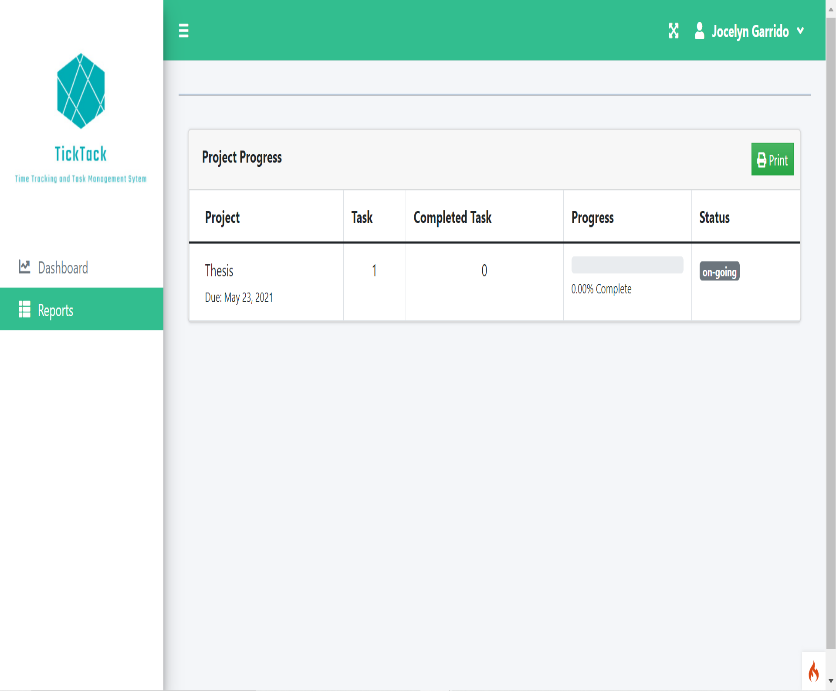 Jocelyn Garrido
TickTack
Time Tracking and Task Management Sytem
Dashboard
Reports
Project Progress
Print
Project Task Completed Task Progress Status
Thesis 1 0 on-going
Due: May 23, 2021 0.00% Complete